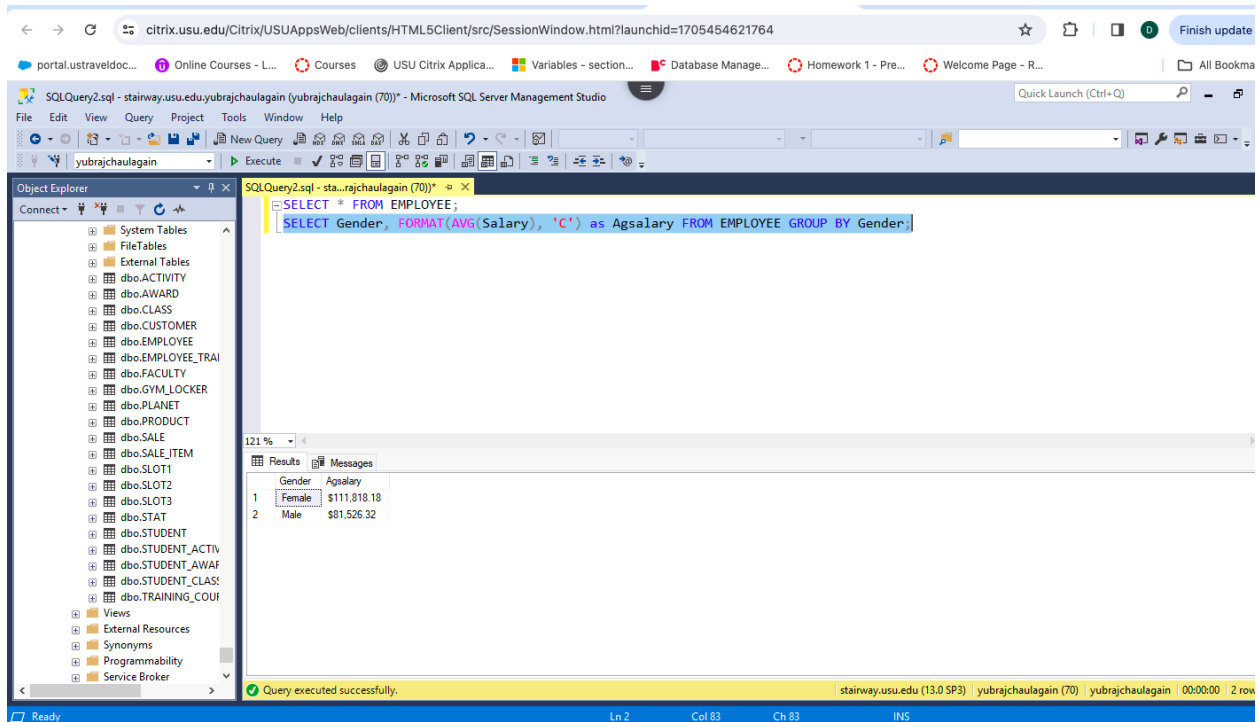 citrix.usu.edu/Citrix/USUAppsWeb/clients/HTML5Client/src/SessionWindow.html?launchid=1705454621764
D
Finish update
portal.ustraveldoc... Online Courses - L... Courses USU Citrix Applica... Variables - section... Database Manage... Homework 1 - Pre... Welcome Page - R... All Bookma
SQLQuery2.sql - stairway.usu.edu.yubrajchaulagain (yubrajchaulagain (70))* - Microsoft SQL Server Management Studio
Quick Launch (Ctrl+Q)
File Edit View Query Project Tools Window Help
New Query
yubrajchaulagain Execute
Object Explorer
SQLQuery2.sql - sta...rajchaulagain (70))*
Connect
SELECT * FROM EMPLOYEE;
SELECT Gender, FORMAT(AVG(Salary), 'C') as Agsalary FROM EMPLOYEE GROUP BY Gender;
System Tables
FileTables
External Tables
dbo.ACTIVITY
dbo.AWARD
dbo.CLASS
dbo.CUSTOMER
dbo.EMPLOYEE
dbo.EMPLOYEE_TRAI
dbo.FACULTY
dbo.GYM_LOCKER
dbo.PLANET
dbo.PRODUCT
dbo.SALE
dbo.SALE_ITEM
dbo.SLOT1
dbo.SLOT2
dbo.SLOT3
dbo.STAT
dbo.STUDENT
dbo.STUDENT_ACTIV
dbo.STUDENT_AWAR
dbo.STUDENT_CLASS
dbo.TRAINING_COUR
Views
External Resources
Synonyms
Programmability
Service Broker
121 %
Results Messages
Gender Agsalary
1 Female $111,818.18
2 Male $81,526.32
Query executed successfully.
stairway.usu.edu (13.0 SP3) yubrajchaulagain (70) yubrajchaulagain 00:00:00 2 row
Ready Ln 2 Col 83 Ch 83 INS